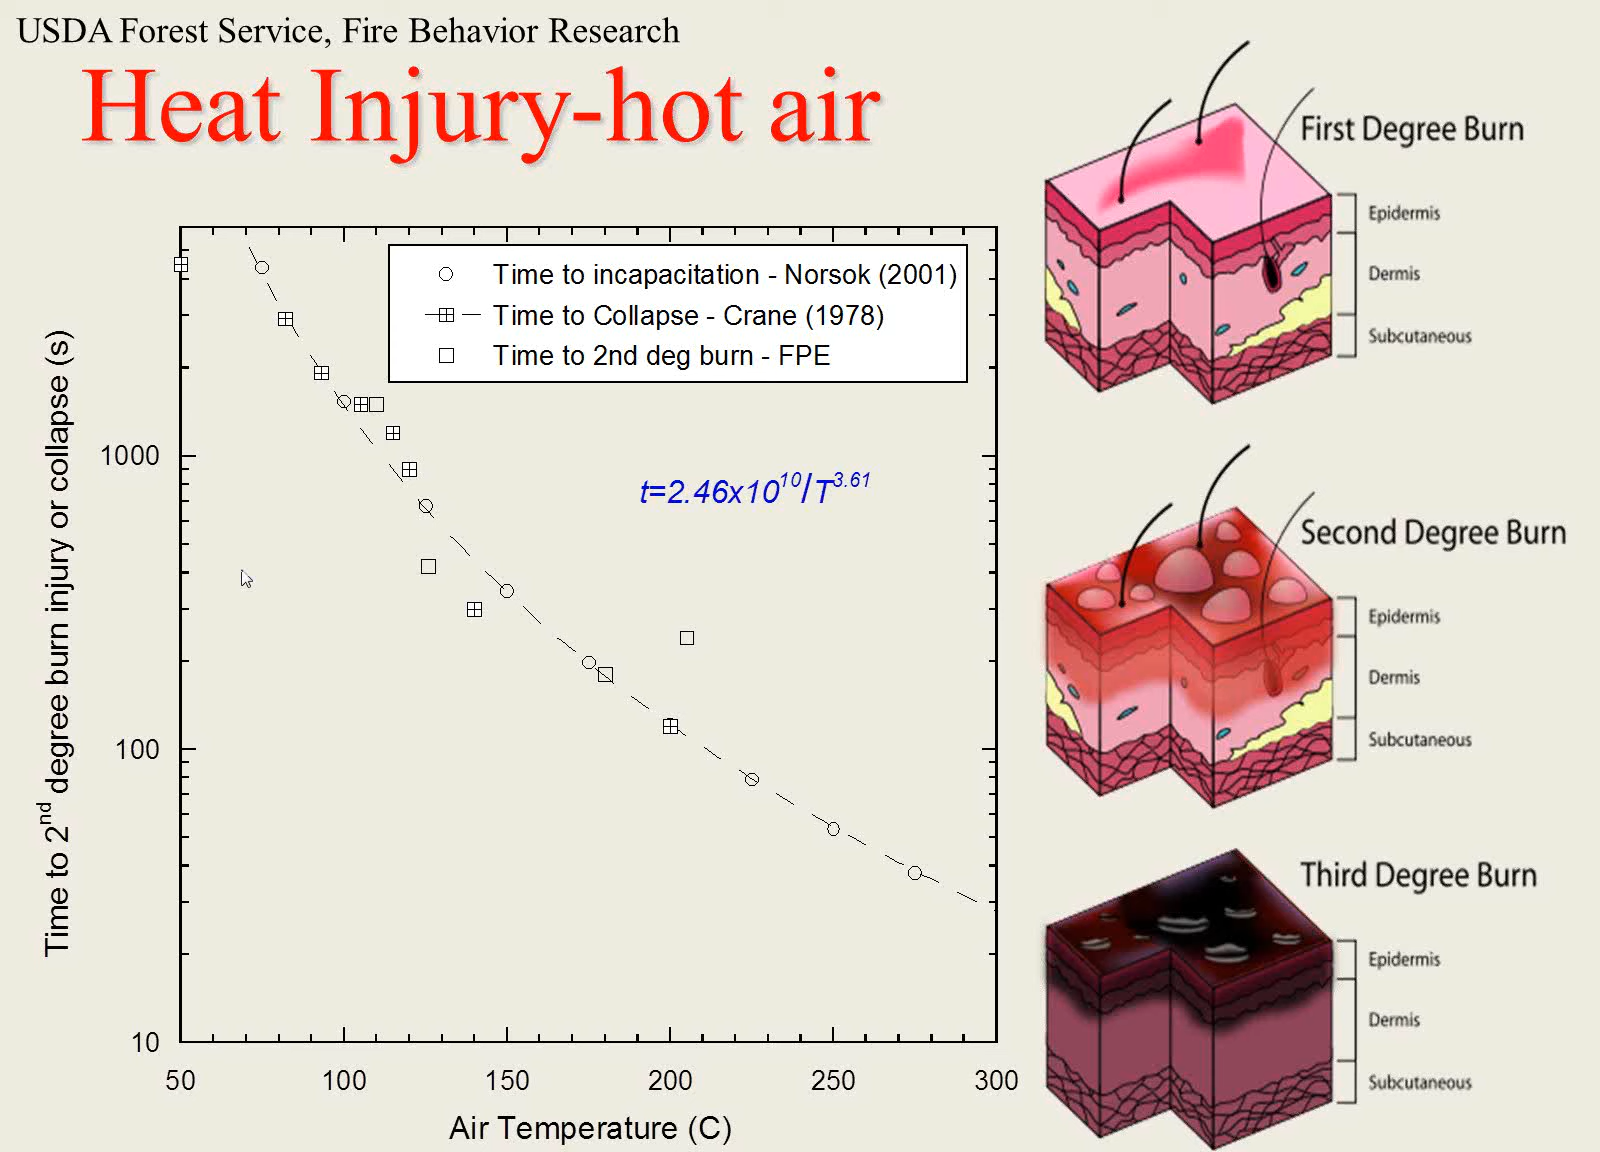 USDA Forest Service, Fire Behavior Research
Heat Injury-hot air
Time to 2nd degree burn injury or collapse (s)
1000
100
10
50 100 150 200 250 300
Air Temperature (C)
Time to incapacitation - Norsok (2001)
Time to Collapse - Crane (1978)
Time to 2nd deg burn - FPE
t=2.46x10^10/T^3.61
First Degree Burn
Epidermis
Dermis
Subcutaneous
Second Degree Burn
Epidermis
Dermis
Subcutaneous
Third Degree Burn
Epidermis
Dermis
Subcutaneous